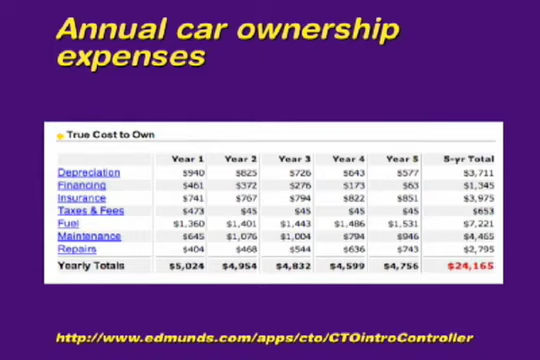 Annual car ownership
expenses
True Cost to Own
Year 1 Year 2 Year 3 Year 4 Year 5 5-yr Total
Depreciation $940 $825 $726 $643 $577 $3,711
Financing $461 $372 $276 $173 $63 $1,345
Insurance $741 $767 $794 $822 $851 $3,975
Taxes & Fees $473 $45 $45 $45 $45 $653
Fuel $1,360 $1,401 $1,443 $1,486 $1,531 $7,221
Maintenance $645 $1,076 $1,004 $794 $946 $4,465
Repairs $404 $468 $544 $636 $743 $2,795
Yearly Totals $5,024 $4,954 $4,832 $4,599 $4,756 $24,165
http://www.edmunds.com/apps/cto/CTOintroController